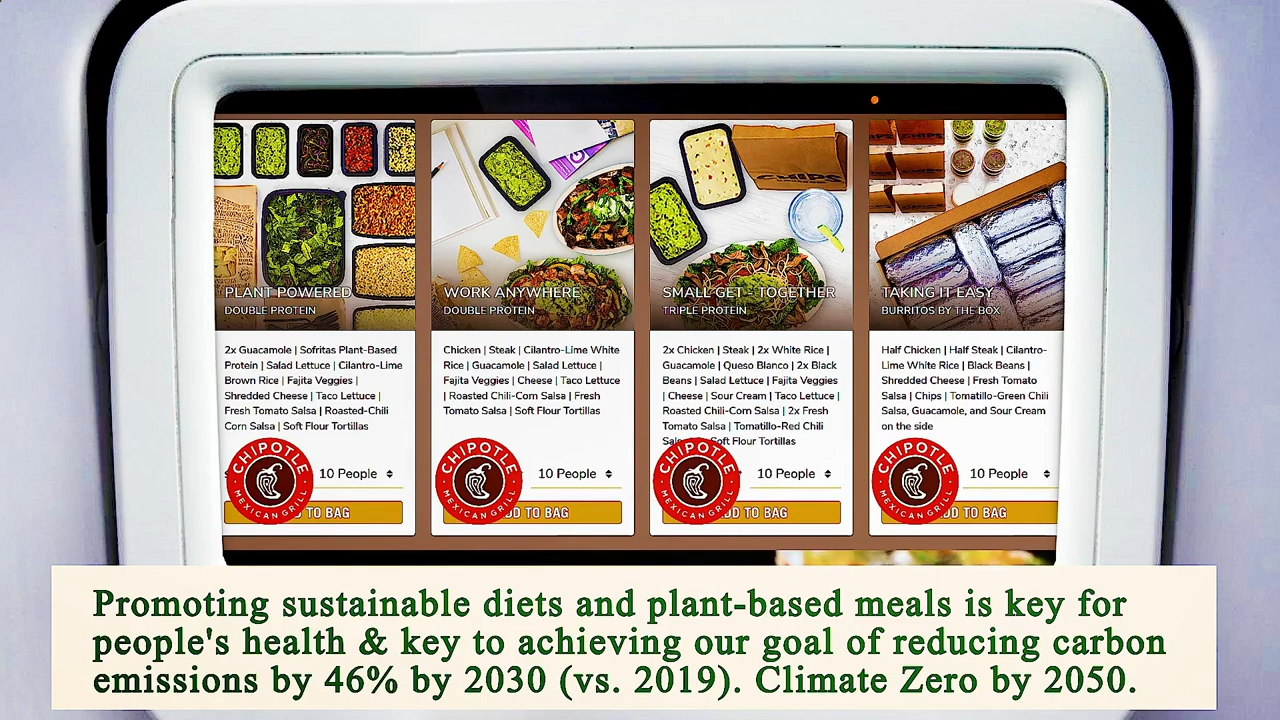 CHIPS
PLANT POWERED
DOUBLE PROTEIN
2x Guacamole | Sofritas Plant-Based
Protein | Salad Lettuce | Cilantro-Lime
Brown Rice | Fajita Veggies |
Shredded Cheese | Taco Lettuce |
Fresh Tomato Salsa | Roasted-Chili
Corn Salsa | Soft Flour Tortillas
CHIPOTLE
MEXICAN GRILL
10 People
TO BAG
WORK ANYWHERE
DOUBLE PROTEIN
Chicken | Steak | Cilantro-Lime White
Rice | Guacamole | Salad Lettuce |
Fajita Veggies | Cheese | Taco Lettuce
| Roasted Chili-Corn Salsa | Fresh
Tomato Salsa | Soft Flour Tortillas
CHIPOTLE
MEXICAN GRILL
10 People
TO BAG
SMALL GET - TOGETHER
TRIPLE PROTEIN
2x Chicken | Steak | 2x White Rice |
Guacamole | Queso Blanco | 2x Black
Beans | Salad Lettuce | Fajita Veggies
| Cheese | Sour Cream | Taco Lettuce |
Roasted Chili-Corn Salsa | 2x Fresh
Tomato Salsa | Tomatillo-Red Chili
Soft Flour Tortillas
CHIPOTLE
MEXICAN GRILL
10 People
TO BAG
TAKING IT EASY
BURRITOS BY THE BOX
Half Chicken | Half Steak | Cilantro-
Lime White Rice | Black Beans |
Shredded Cheese | Fresh Tomato
Salsa | Chips | Tomatillo-Green Chili
Salsa, Guacamole, and Sour Cream
on the side
CHIPOTLE
MEXICAN GRILL
10 People
TO BAG
Promoting sustainable diets and plant-based meals is key for
people's health & key to achieving our goal of reducing carbon
emissions by 46% by 2030 (vs. 2019). Climate Zero by 2050.